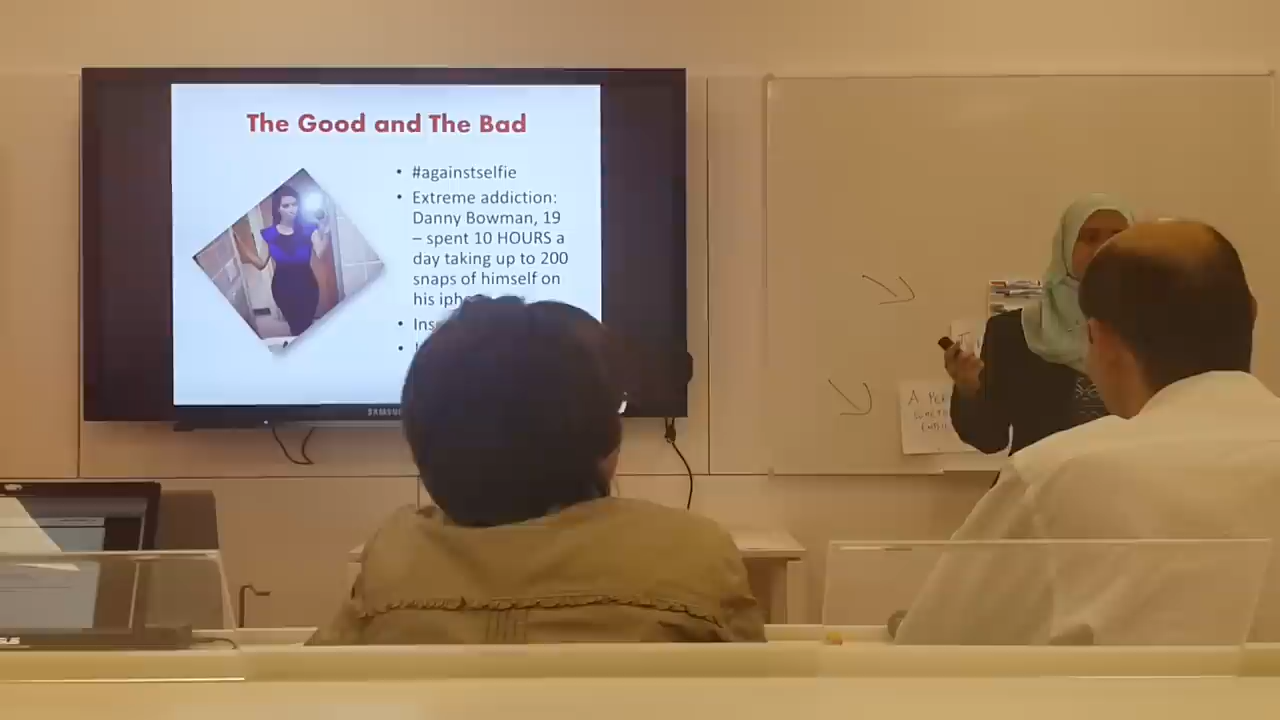 The Good and The Bad
• #againstselfie
• Extreme addiction:
Danny Bowman, 19
– spent 10 HOURS a
day taking up to 200
snaps of himself on
his
SAMSUNG
A